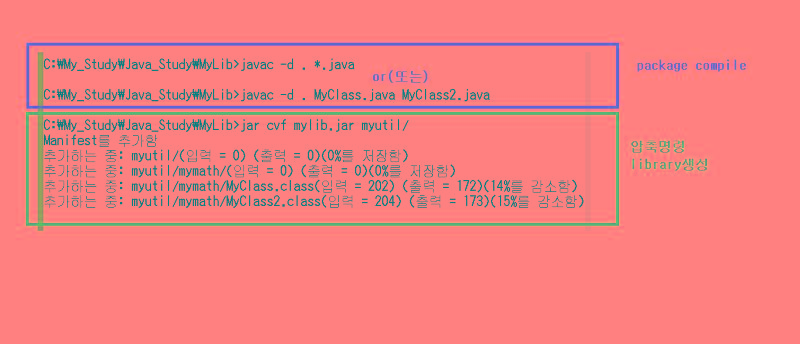 C:₩My_Study₩Java_Study₩MyLib>javac -d . *.java
or(또는)
package compile
C:₩My_Study₩Java_Study₩MyLib>javac -d . MyClass.java MyClass2.java
C:₩My_Study₩Java_Study₩MyLib>jar cvf mylib.jar myutil/
Manifest를 추가함
추가하는 중: myutil/(입력 = 0) (출력 = 0)(0%를 저장함)
추가하는 중: myutil/mymath/(입력 = 0) (출력 = 0)(0%를 저장함)
추가하는 중: myutil/mymath/MyClass.class(입력 = 202) (출력 = 172)(14%를 감소함)
추가하는 중: myutil/mymath/MyClass2.class(입력 = 204) (출력 = 173)(15%를 감소함)
압축명령
library생성